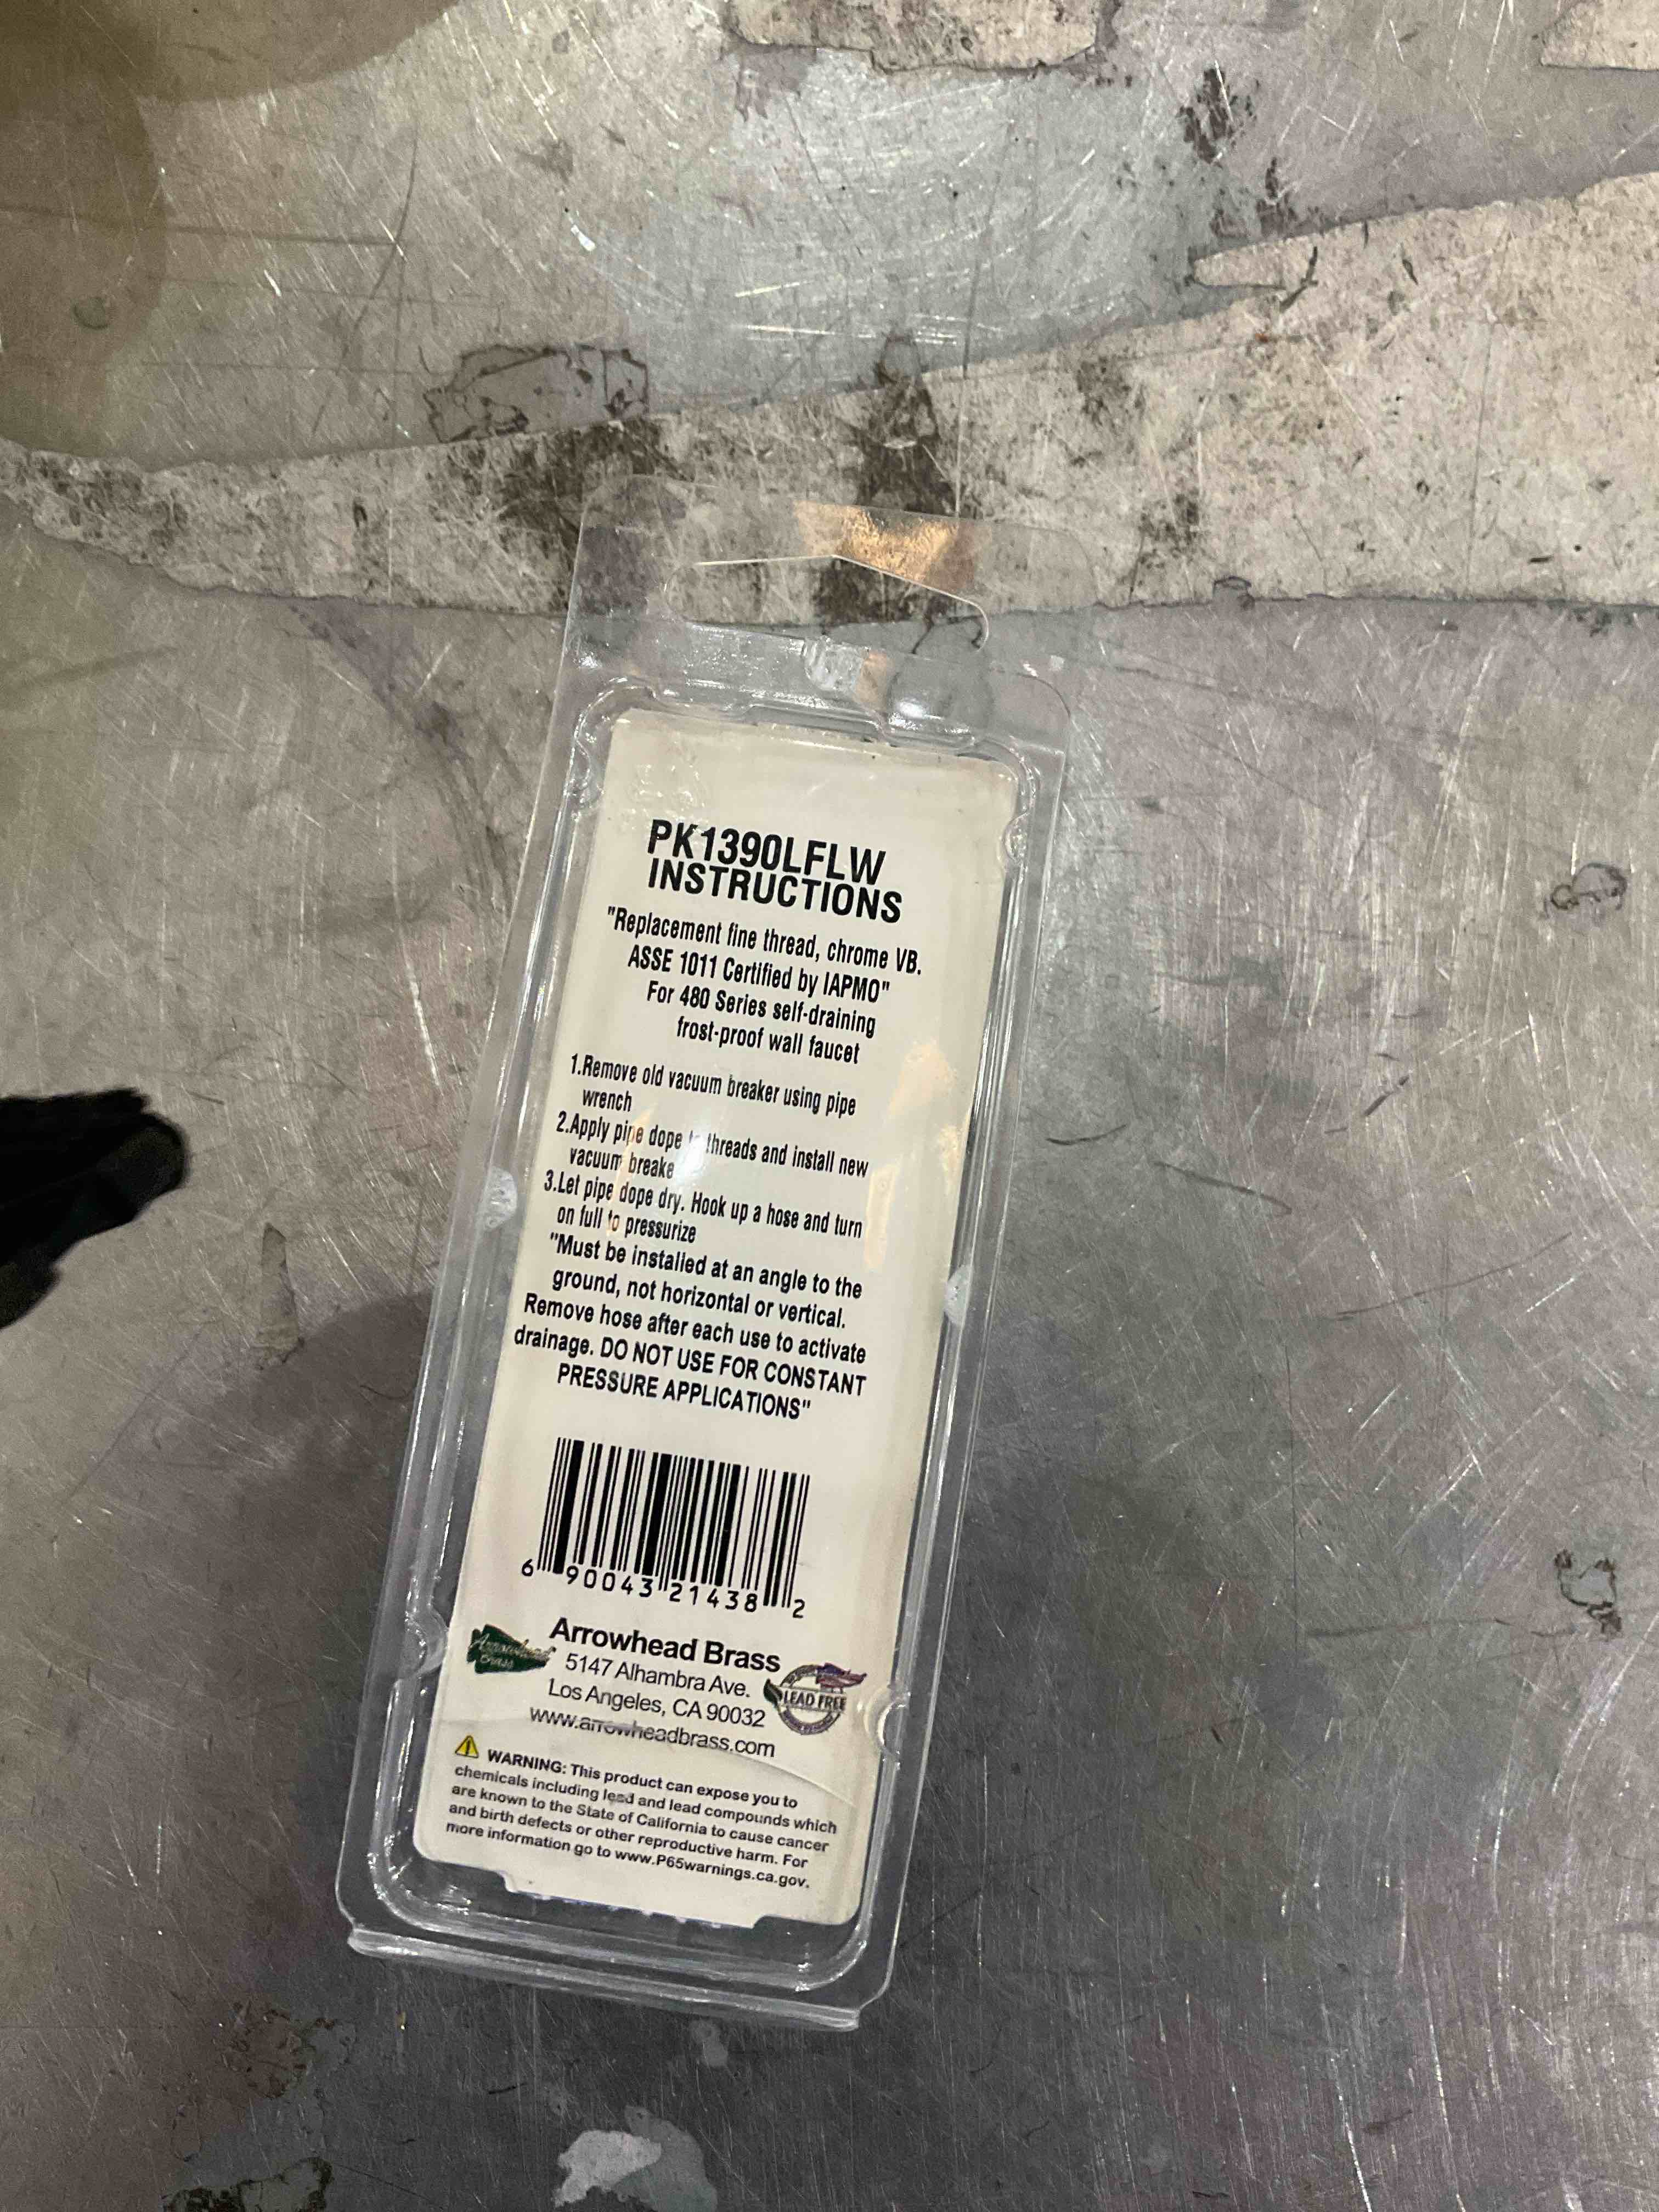 PK1390LFLW
INSTRUCTIONS
"Replacement fine thread, chrome VB.
ASSE 1011 Certified by IAPMO"
For 480 Series self-draining
frost-proof wall faucet
1.Remove old vacuum breaker using pipe
wrench
2.Apply pipe dope to threads and install new
vacuum breaker
3.Let pipe dope dry. Hook up a hose and turn
on full to pressurize
"Must be installed at an angle to the
ground, not horizontal or vertical.
Remove hose after each use to activate
drainage. DO NOT USE FOR CONSTANT
PRESSURE APPLICATIONS"
6 90043 21438 2
Arrowhead Brass
Arrowhead Brass
5147 Alhambra Ave.
Los Angeles, CA 90032
www.arrowheadbrass.com
LEAD FREE
WARNING: This product can expose you to
chemicals including lead and lead compounds which
are known to the State of California to cause cancer
and birth defects or other reproductive harm. For
more information go to www.P65warnings.ca.gov.